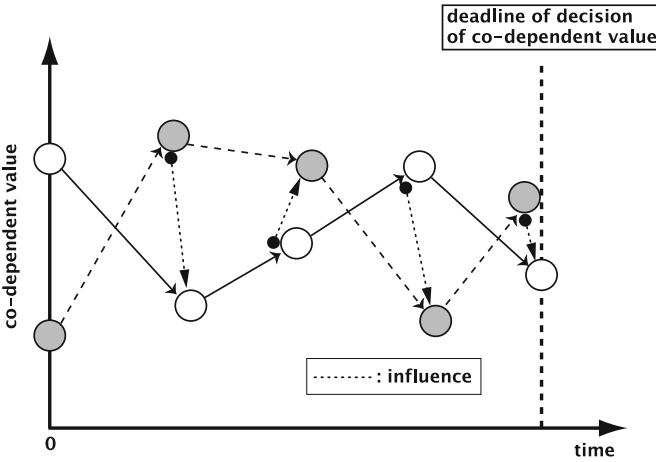 deadline of decision
of co-dependent value
co-dependent value
: influence
0
time